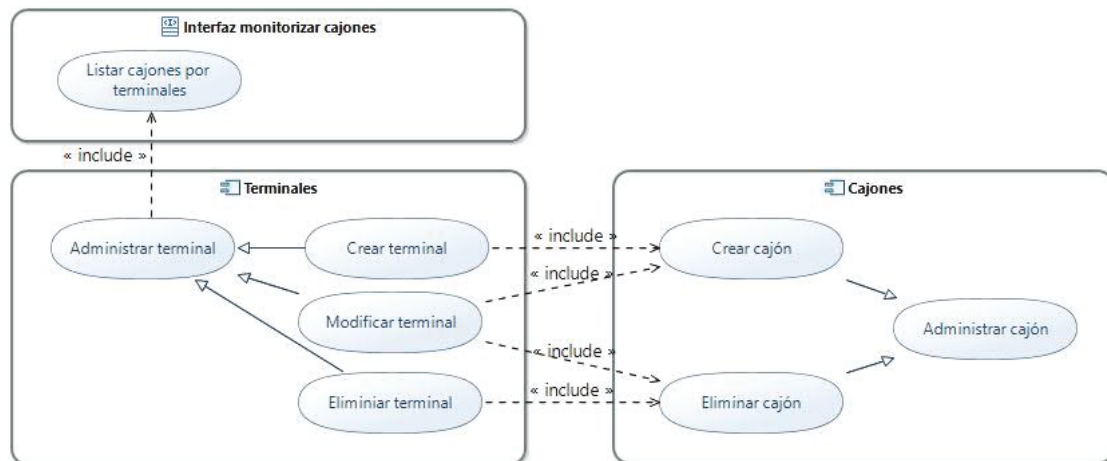 Interfaz monitorizar cajones
Listar cajones por
terminales
« include »
Terminales
Cajones
Administrar terminal
Crear terminal
« include »
Crear cajón
« include »
Modificar terminal
Administrar cajón
« include »
Eliminiar terminal
« include »
Eliminar cajón